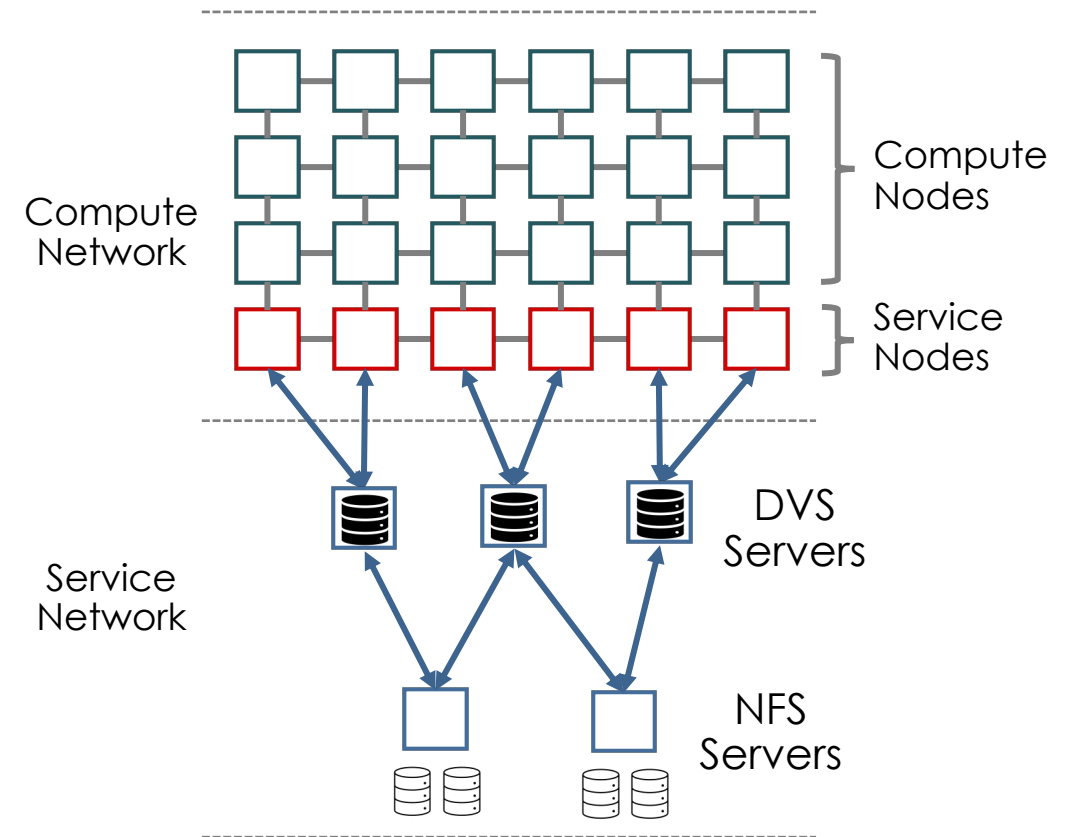 Compute
Nodes
Compute
Network
Service
Nodes
DVS
Servers
Service
Network
NFS
Servers